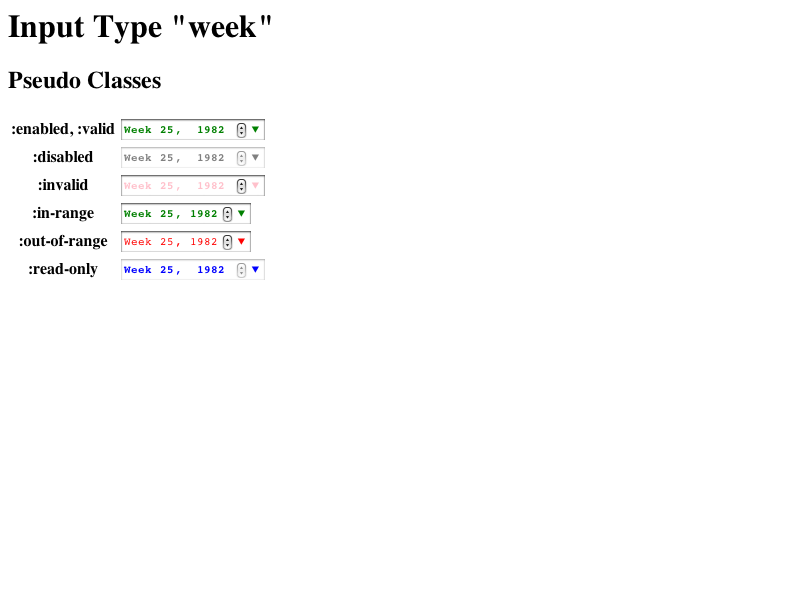 Input Type "week"
Pseudo Classes
:enabled, :valid Week 25, 1982
:disabled Week 25, 1982
:invalid Week 25, 1982
:in-range Week 25, 1982
:out-of-range Week 25, 1982
:read-only Week 25, 1982